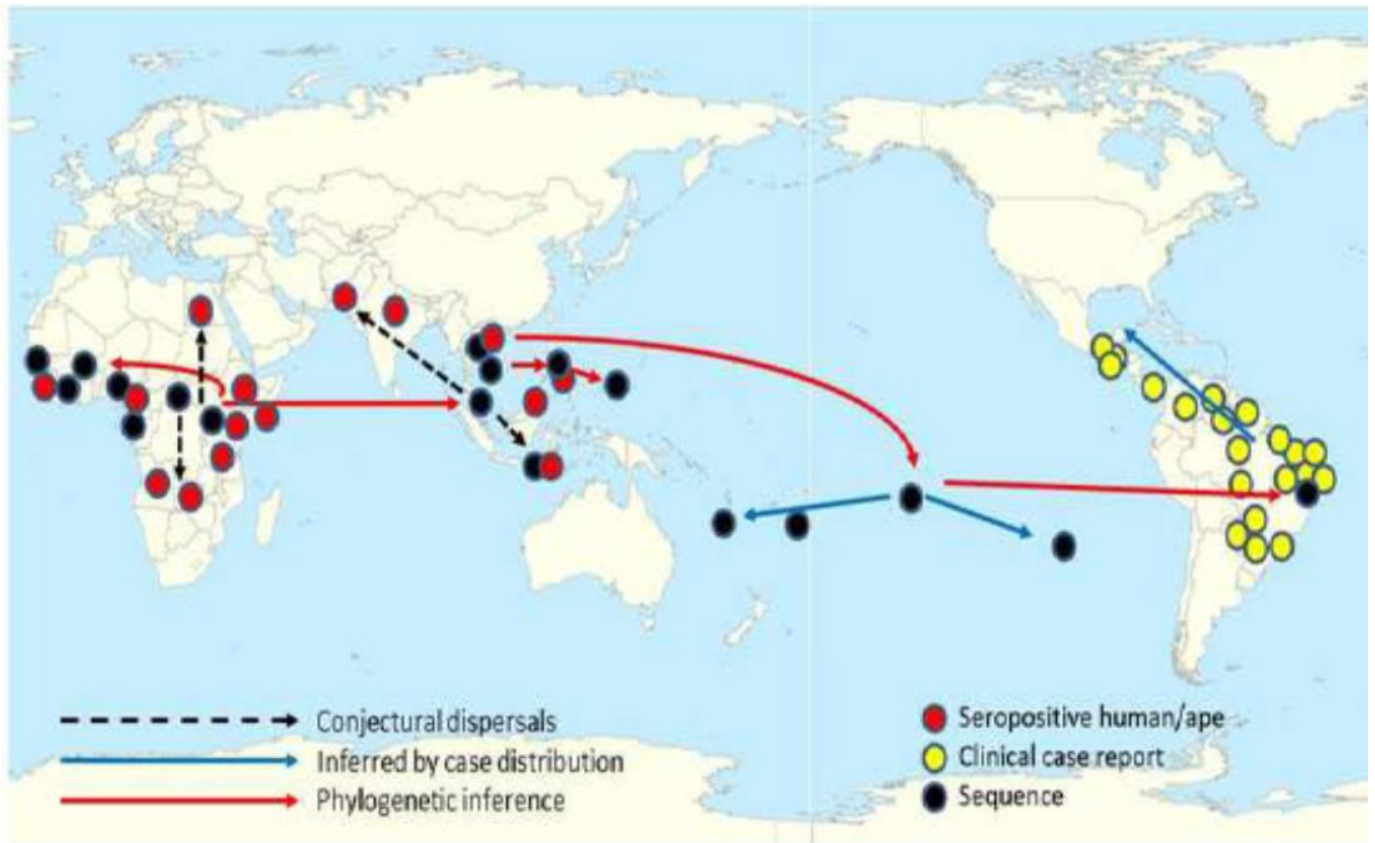 Conjectural dispersals
Inferred by case distribution
Phylogenetic inference
Seropositive human/ape
Clinical case report
Sequence